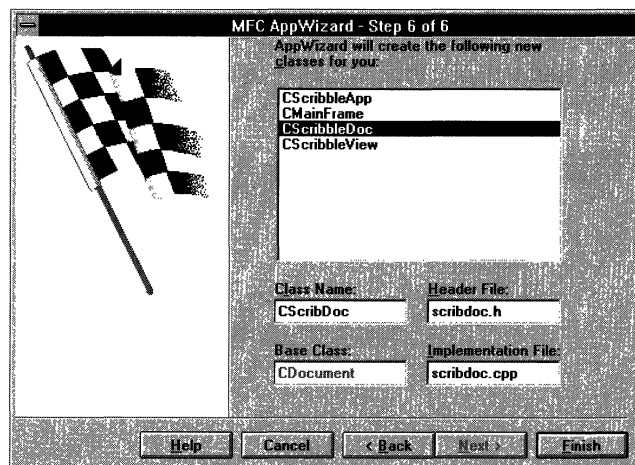 MFC AppWizard - Step 6 of 6
AppWizard will create the following new
classes for you:
CScribbleApp
CMainFrame
CScribbleDoc
CScribbleView
Class Name:
Header File:
CScribDoc
scribdoc.h
Base Class:
Implementation File:
CDocument
scribdoc.cpp
Help
Cancel
< Back
Next >
Finish